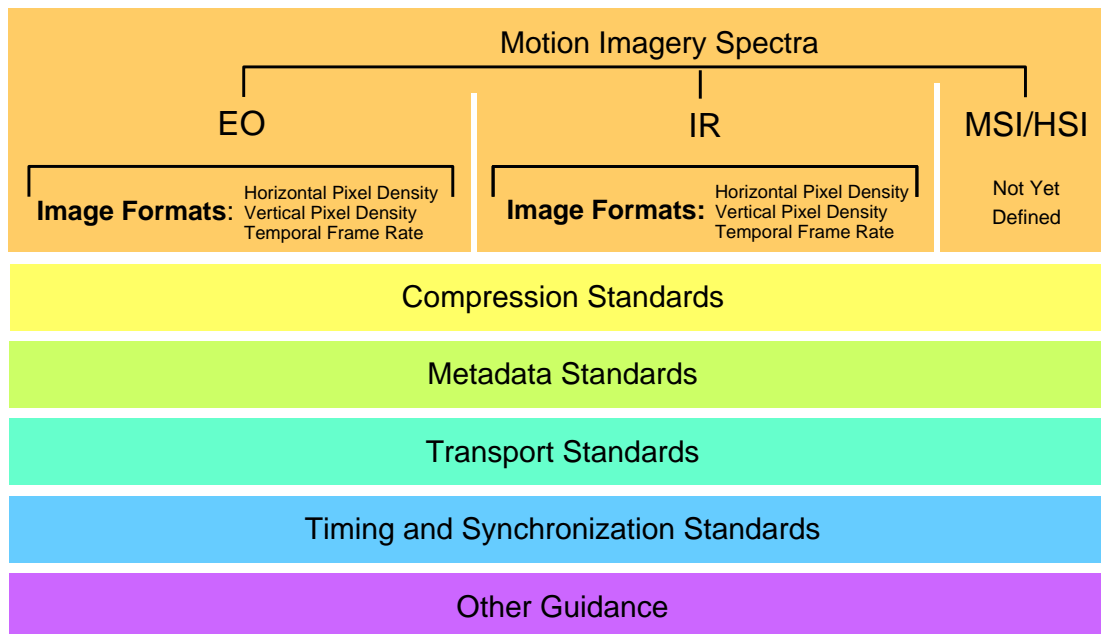 Motion Imagery Spectra
EO
IR
MSI/HSI
Image Formats:
Horizontal Pixel Density
Vertical Pixel Density
Temporal Frame Rate
Image Formats:
Horizontal Pixel Density
Vertical Pixel Density
Temporal Frame Rate
Not Yet
Defined
Compression Standards
Metadata Standards
Transport Standards
Timing and Synchronization Standards
Other Guidance